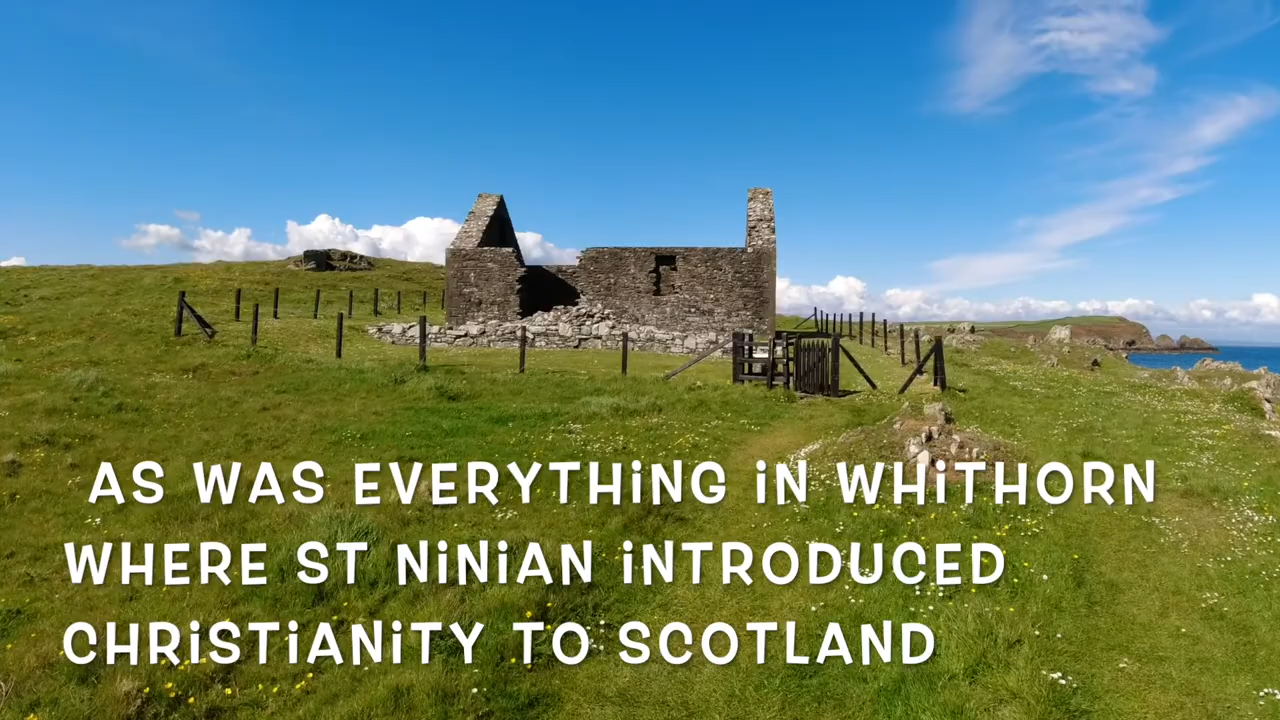 AS WAS EVERYTHING IN WHITHORN
WHERE ST NINIAN INTRODUCED
CHRISTIANITY TO SCOTLAND